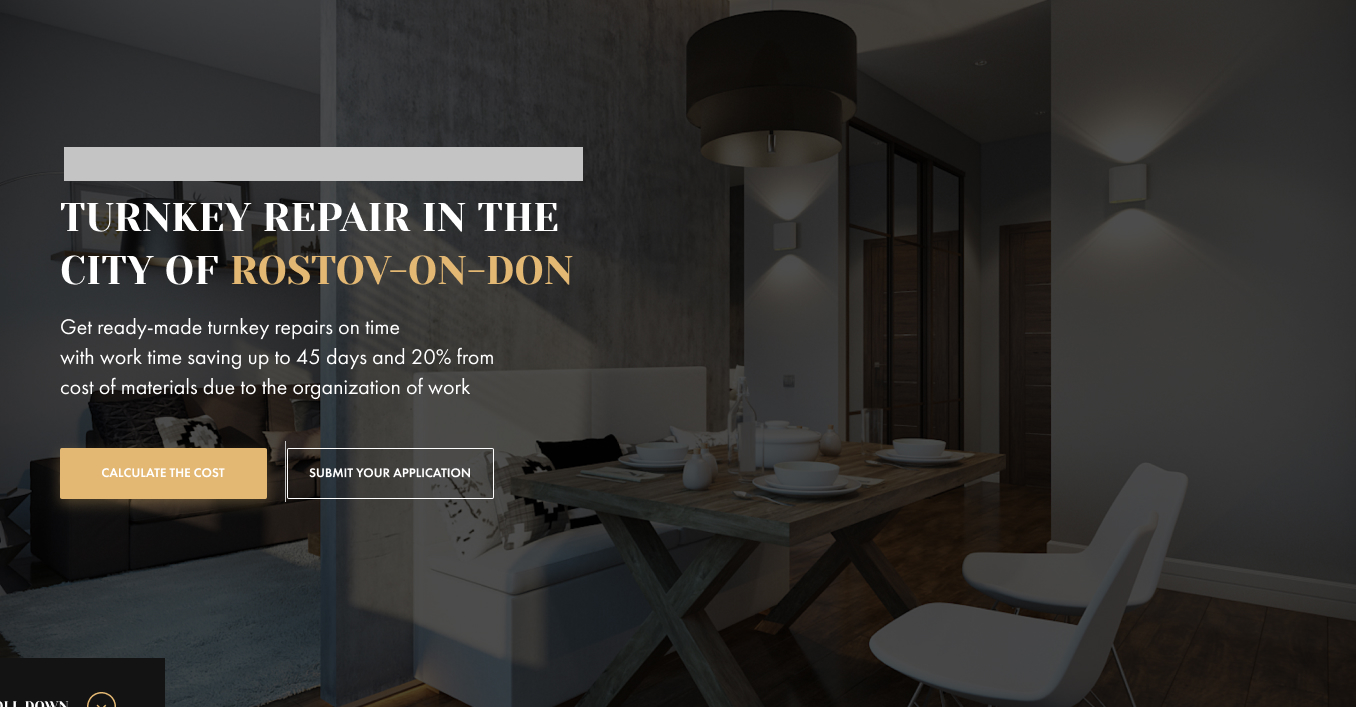 TURNKEY REPAIR IN THE
CITY OF ROSTOV-ON-DON
Get ready-made turnkey repairs on time
with work time saving up to 45 days and 20% from
cost of materials due to the organization of work
CALCULATE THE COST
SUBMIT YOUR APPLICATION
DOWN